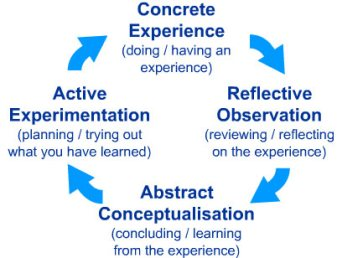 Concrete
Experience
(doing / having an
experience)
Reflective
Observation
(reviewing / reflecting
on the experience)
Abstract
Conceptualisation
(concluding / learning
from the experience)
Active
Experimentation
(planning / trying out
what you have learned)